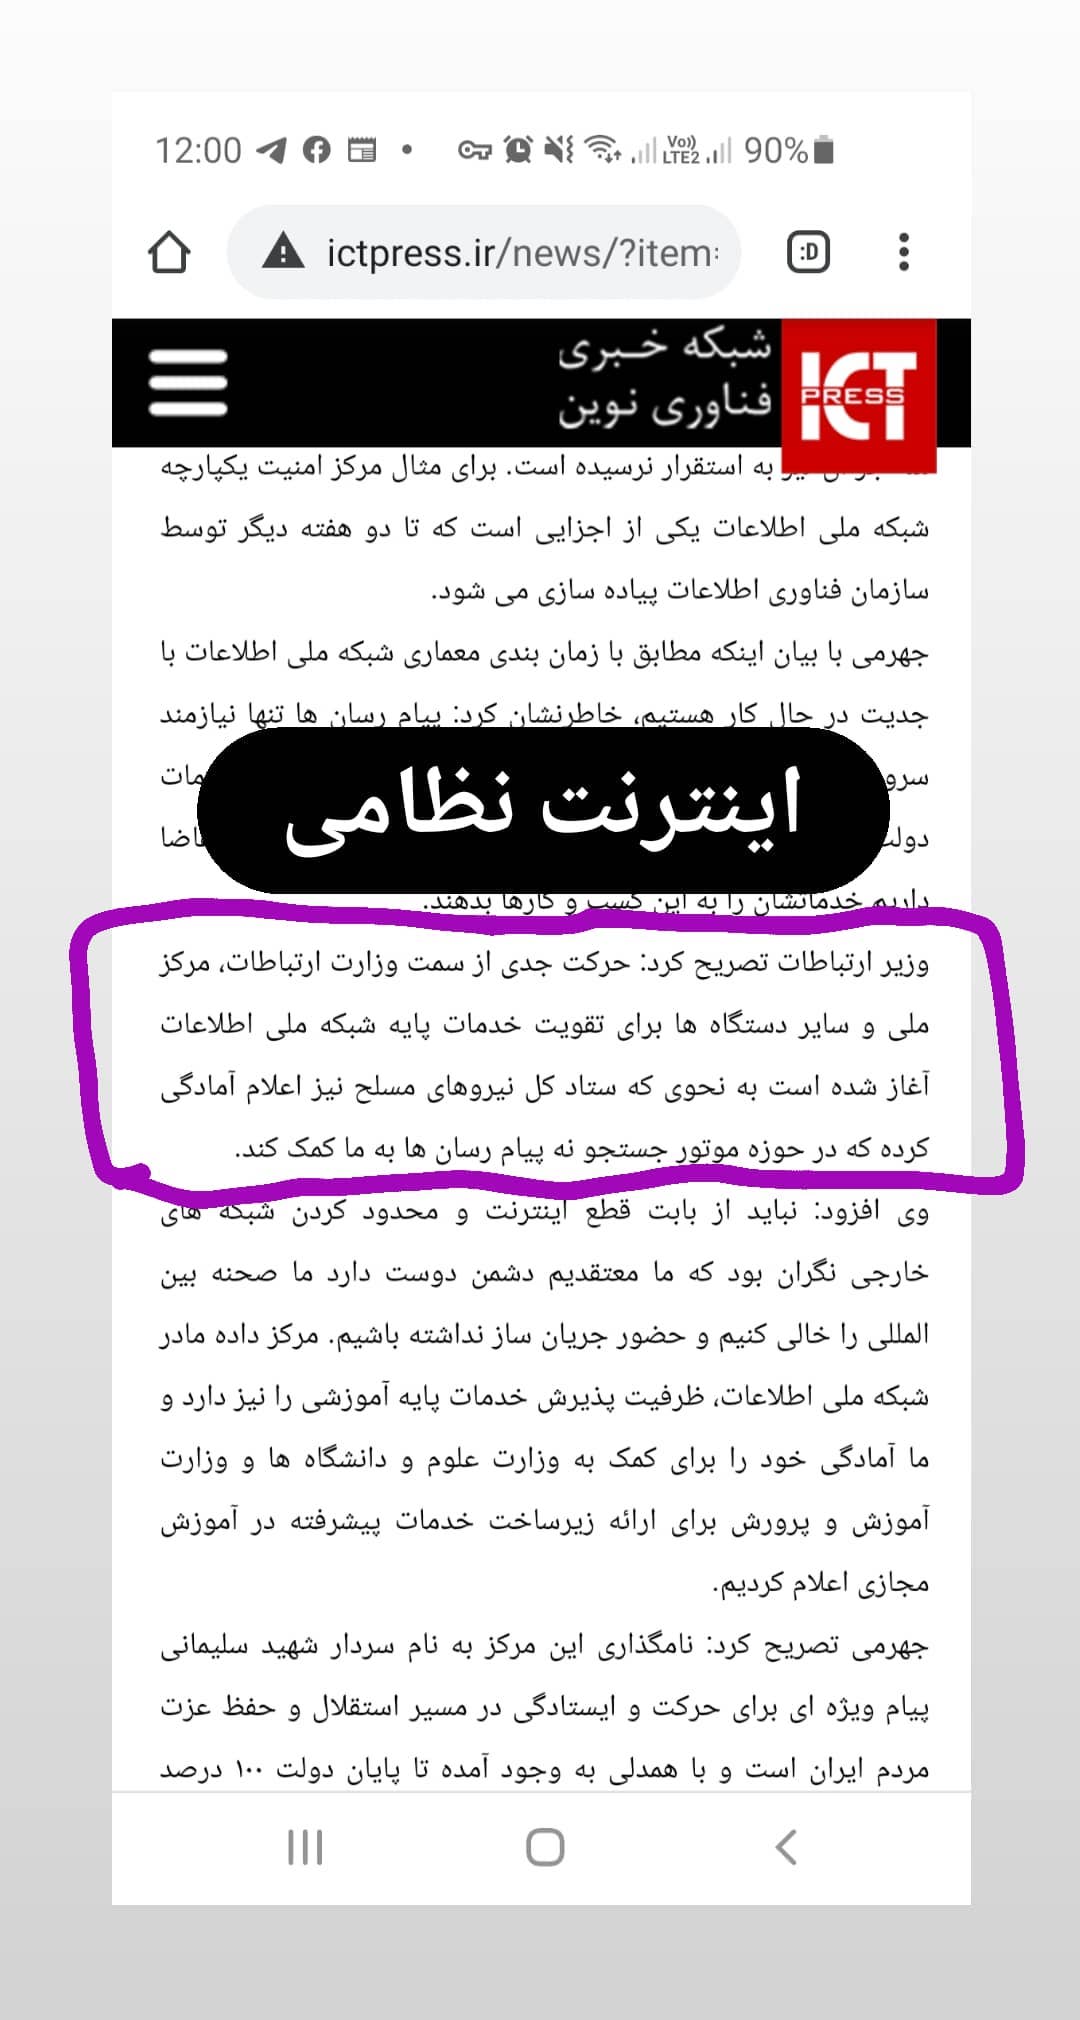 12:00
Vo))
LTE2
90%
ictpress.ir/news/?item
:D
شبکه خبری
فناوری نوین
ICT
PRESS
به استقرار نرسیده است. برای مثال مرکز امنیت یکپارچه
شبکه ملی اطلاعات یکی از اجزایی است که تا دو هفته دیگر توسط
سازمان فناوری اطلاعات پیاده سازی می شود.
جهرمی با بیان اینکه مطابق با زمان بندی معماری شبکه ملی اطلاعات با
جدیت در حال کار هستیم، خاطرنشان کرد: پیام رسان ها تنها نیازمند
اینترنت نظامی
داریم خدماتشان را به این کسب و کارها بدهند.
وزیر ارتباطات تصریح کرد: حرکت جدی از سمت وزارت ارتباطات، مرکز
ملی و سایر دستگاه ها برای تقویت خدمات پایه شبکه ملی اطلاعات
آغاز شده است به نحوی که ستاد کل نیروهای مسلح نیز اعلام آمادگی
کرده که در حوزه موتور جستجو نه پیام رسان ها به ما کمک کند.
وی افزود: نباید از بابت قطع اینترنت و محدود کردن شبکه های
خارجی نگران بود که ما معتقدیم دشمن دوست دارد ما صحنه بین
المللی را خالی کنیم و حضور جریان ساز نداشته باشیم. مرکز داده مادر
شبکه ملی اطلاعات، ظرفیت پذیرش خدمات پایه آموزشی را نیز دارد و
ما آمادگی خود را برای کمک به وزارت علوم و دانشگاه ها و وزارت
آموزش و پرورش برای ارائه زیرساخت خدمات پیشرفته در آموزش
مجازی اعلام کردیم.
جهرمی تصریح کرد: نامگذاری این مرکز به نام سردار شهید سلیمانی
پیام ویژه ای برای حرکت و ایستادگی در مسیر استقلال و حفظ عزت
مردم ایران است و با همدلی به وجود آمده تا پایان دولت ۱۰۰ درصد